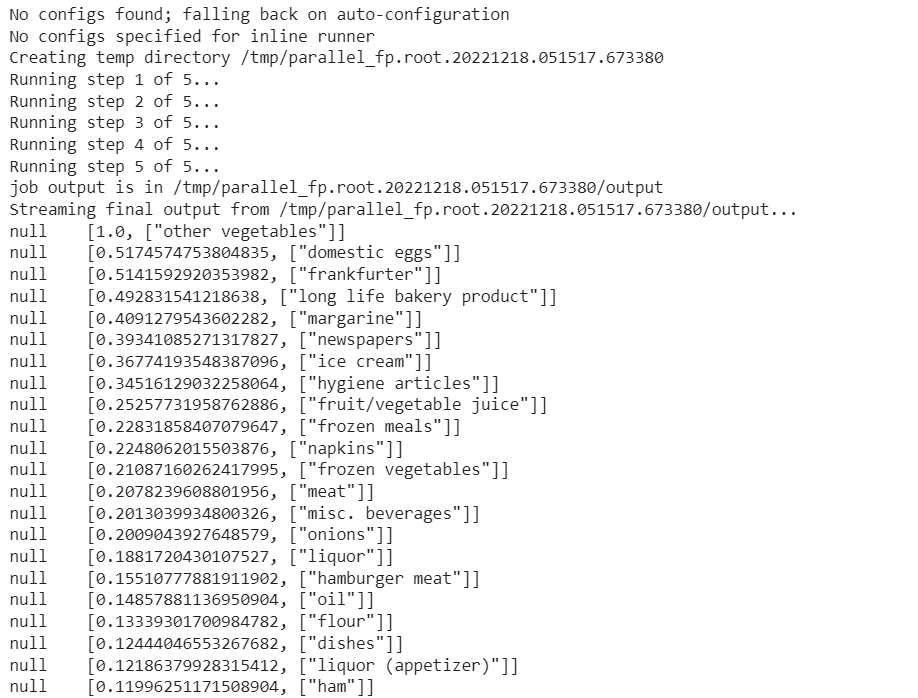 No configs found; falling back on auto-configuration
No configs specified for inline runner
Creating temp directory /tmp/parallel_fp.root.20221218.051517.673380
Running step 1 of 5...
Running step 2 of 5...
Running step 3 of 5...
Running step 4 of 5...
Running step 5 of 5...
job output is in /tmp/parallel_fp.root.20221218.051517.673380/output
Streaming final output from /tmp/parallel_fp.root.20221218.051517.673380/output...
null    [1.0, ["other vegetables"]]
null    [0.5174574753804835, ["domestic eggs"]]
null    [0.5141592920353982, ["frankfurter"]]
null    [0.492831541218638, ["long life bakery product"]]
null    [0.4091279543602282, ["margarine"]]
null    [0.39341085271317827, ["newspapers"]]
null    [0.36774193548387096, ["ice cream"]]
null    [0.34516129032258064, ["hygiene articles"]]
null    [0.25257731958762886, ["fruit/vegetable juice"]]
null    [0.22831858407079647, ["frozen meals"]]
null    [0.2248062015503876, ["napkins"]]
null    [0.21087160262417995, ["frozen vegetables"]]
null    [0.2078239608801956, ["meat"]]
null    [0.2013039934800326, ["misc. beverages"]]
null    [0.2009043927648579, ["onions"]]
null    [0.1881720430107527, ["liquor"]]
null    [0.15510777881911902, ["hamburger meat"]]
null    [0.14857881136950904, ["oil"]]
null    [0.13339301700984782, ["flour"]]
null    [0.12444046553267682, ["dishes"]]
null    [0.12186379928315412, ["liquor (appetizer)"]]
null    [0.11996251171508904, ["ham"]]